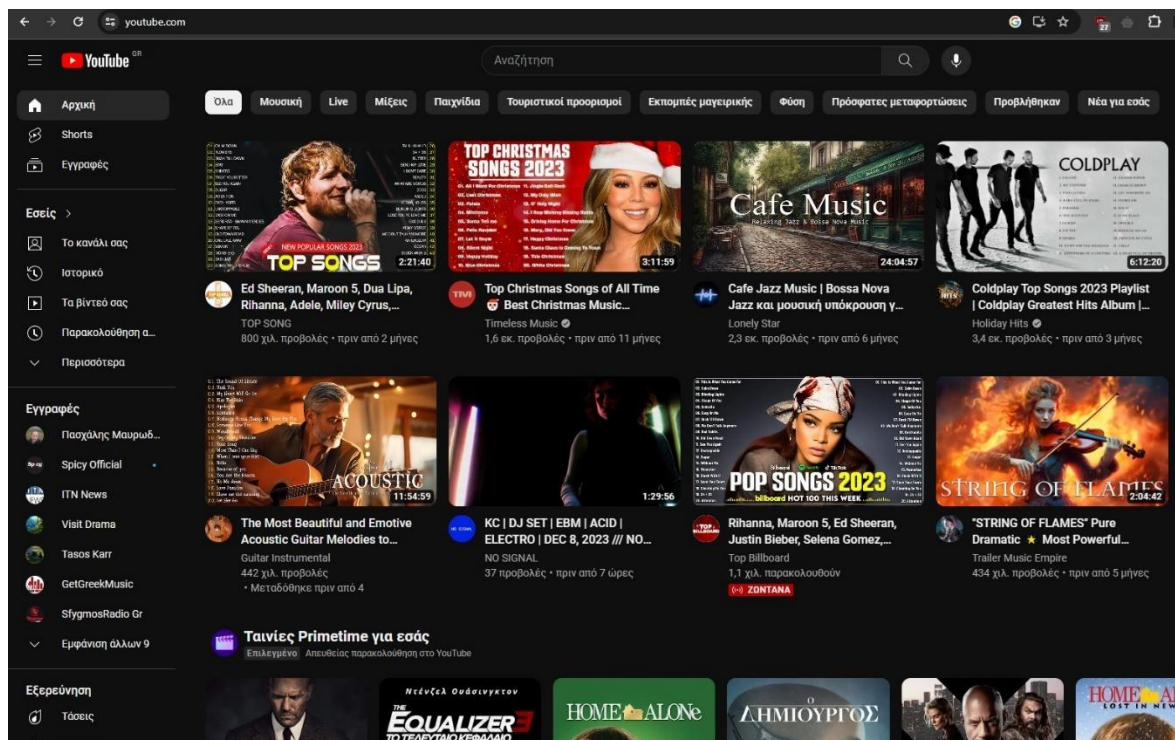 youtube.com
27
YouTube GR
Αναζήτηση
Όλα
Μουσική
Live
Μίξεις
Παιχνίδια
Τουριστικοί προορισμοί
Εκπομπές μαγειρικής
Φύση
Πρόσφατες μεταφορτώσεις
Προβλήθηκαν
Νέα για εσάς
Αρχική
Shorts
Εγγραφές
Εσείς
Το κανάλι σας
Ιστορικό
Τα βίντεό σας
Παρακολούθηση α...
Περισσότερα
Εγγραφές
Πασχάλης Μαυρωδ...
Spicy Official
ITN News
Visit Drama
Tasos Karr
GetGreekMusic
SfygmosRadio Gr
Εμφάνιση άλλων 9
Εξερεύνηση
Τάσεις
NEW POPULAR SONGS 2023
TOP SONGS
2:21:40
Ed Sheeran, Maroon 5, Dua Lipa,
Rihanna, Adele, Miley Cyrus,...
TOP SONG
800 χιλ. προβολές • πριν από 2 μήνες
TOP CHRISTMAS
SONGS 2023
3:11:59
Top Christmas Songs of All Time
🎅 Best Christmas Music...
Timeless Music
1,6 εκ. προβολές • πριν από 11 μήνες
Cafe Music
Relaxing Jazz & Bossa Nova Music
24:04:57
Cafe Jazz Music | Bossa Nova
Jazz και μουσική υπόκρουση γ...
Lonely Star
2,3 εκ. προβολές • πριν από 6 μήνες
COLDPLAY
6:12:20
Coldplay Top Songs 2023 Playlist
| Coldplay Greatest Hits Album |...
Holiday Hits
3,4 εκ. προβολές • πριν από 3 μήνες
ACOUSTIC
11:54:59
The Most Beautiful and Emotive
Acoustic Guitar Melodies to...
Guitar Instrumental
442 χιλ. προβολές
• Μεταδόθηκε πριν από 4
1:29:56
NO SIGNAL
KC | DJ SET | EBM | ACID |
ELECTRO | DEC 8, 2023 /// NO...
NO SIGNAL
37 προβολές • πριν από 7 ώρες
POP SONGS 2023
billboard HOT 100 THIS WEEK
Rihanna, Maroon 5, Ed Sheeran,
Justin Bieber, Selena Gomez,...
Top Billboard
1,1 χιλ. παρακολουθούν
ΖΩΝΤΑΝΑ
STRING OF FLAMES
2:04:42
"STRING OF FLAMES" Pure
Dramatic ★ Most Powerful...
Trailer Music Empire
434 χιλ. προβολές • πριν από 5 μήνες
Ταινίες Primetime για εσάς
Επιλεγμένο Απευθείας παρακολούθηση στο YouTube
Ντένζελ Ουάσινγκτον
THE
EQUALIZER 3
ΤΟ ΤΕΛΕΥΤΑΙΟ ΚΕΦΑΛΑΙΟ
HOME ALONE
Ο
ΔΗΜΙΟΥΡΓΟΣ
HOME AL
LOST IN NEW